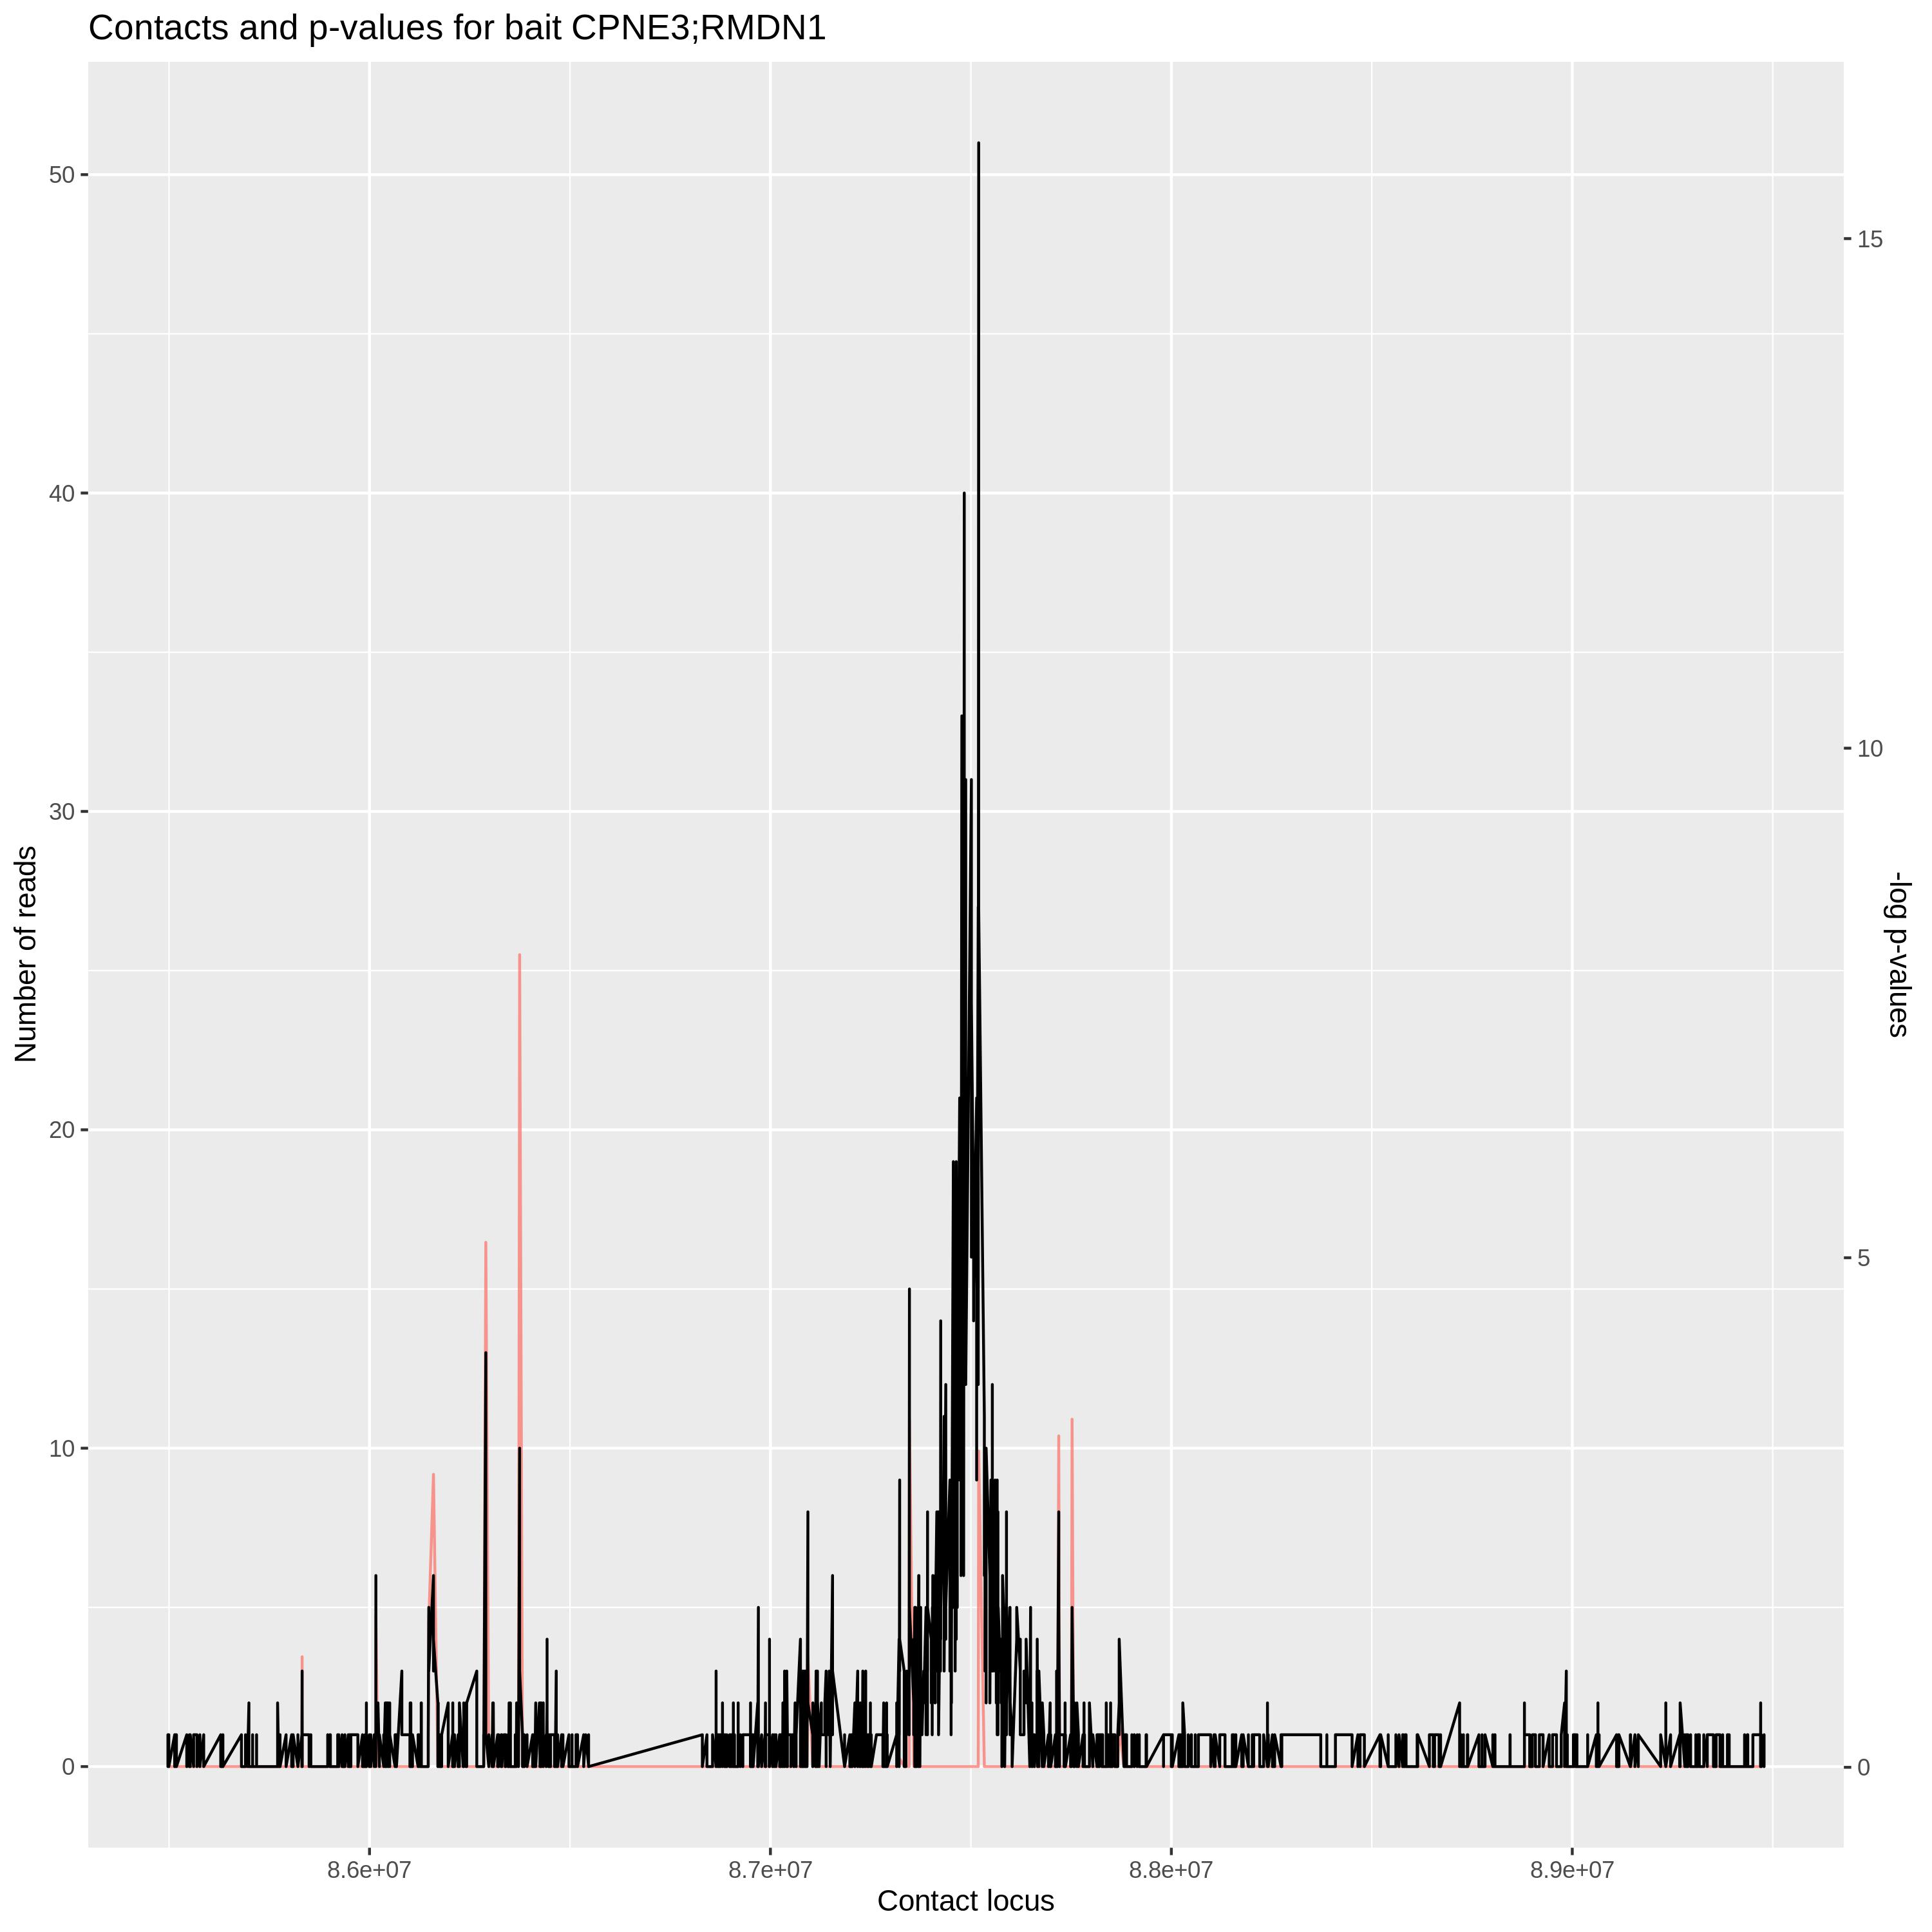 Contacts and p-values for bait CPNE3;RMDN1
50
40
30
20
10
0
Number of reads
15
10
5
0
-log p-values
8.6e+07
8.7e+07
8.8e+07
8.9e+07
Contact locus